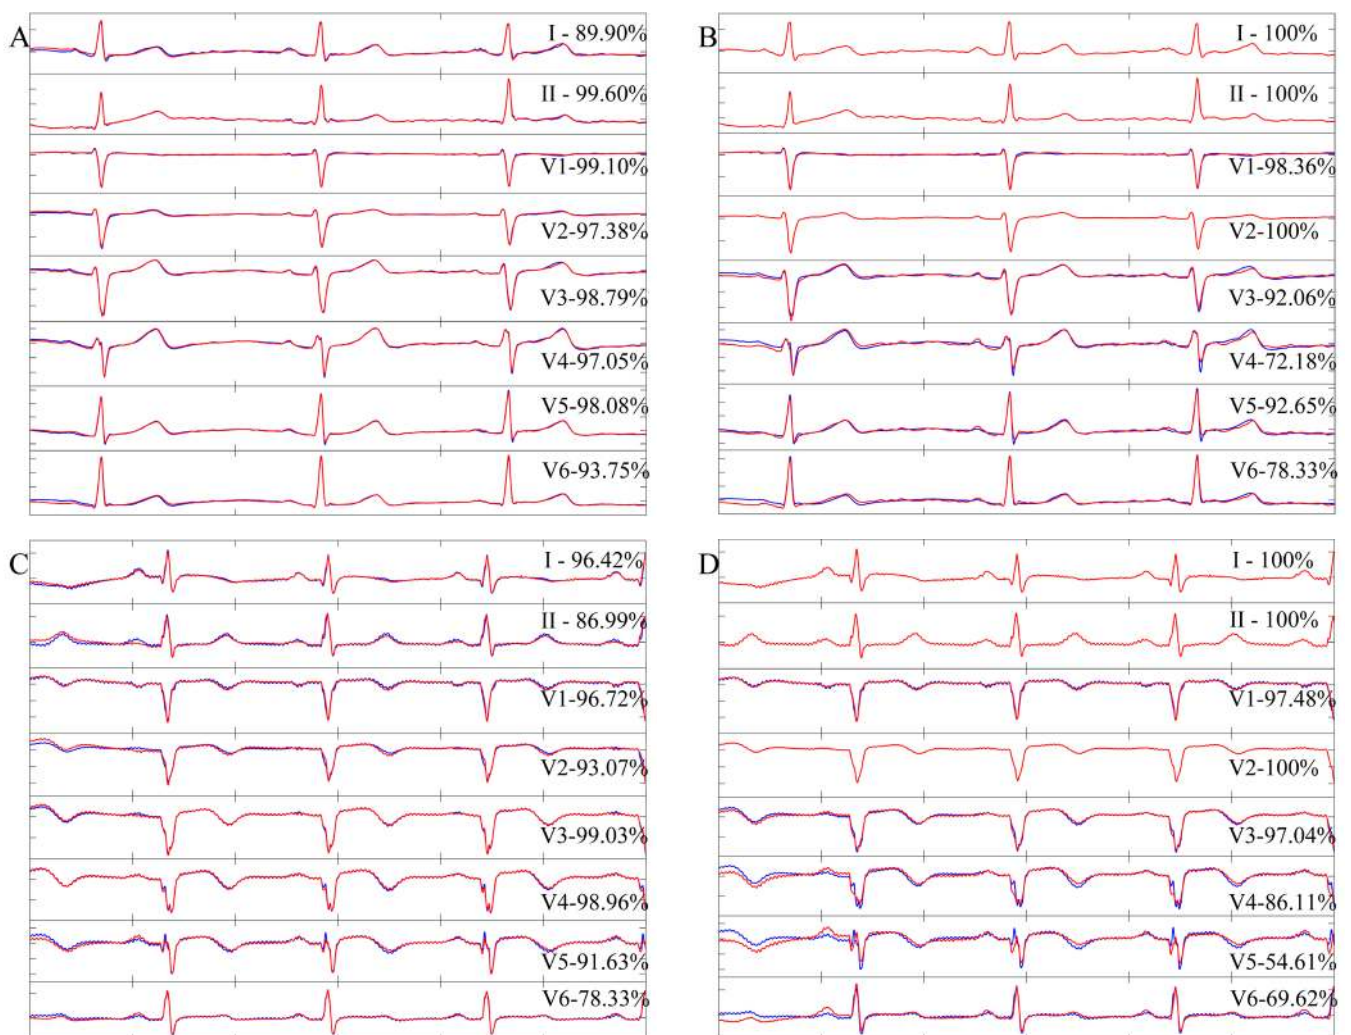 A
I - 89.90%
II - 99.60%
V1-99.10%
V2-97.38%
V3-98.79%
V4-97.05%
V5-98.08%
V6-93.75%
B
I - 100%
II - 100%
V1-98.36%
V2-100%
V3-92.06%
V4-72.18%
V5-92.65%
V6-78.33%
C
I - 96.42%
II - 86.99%
V1-96.72%
V2-93.07%
V3-99.03%
V4-98.96%
V5-91.63%
V6-78.33%
D
I - 100%
II - 100%
V1-97.48%
V2-100%
V3-97.04%
V4-86.11%
V5-54.61%
V6-69.62%